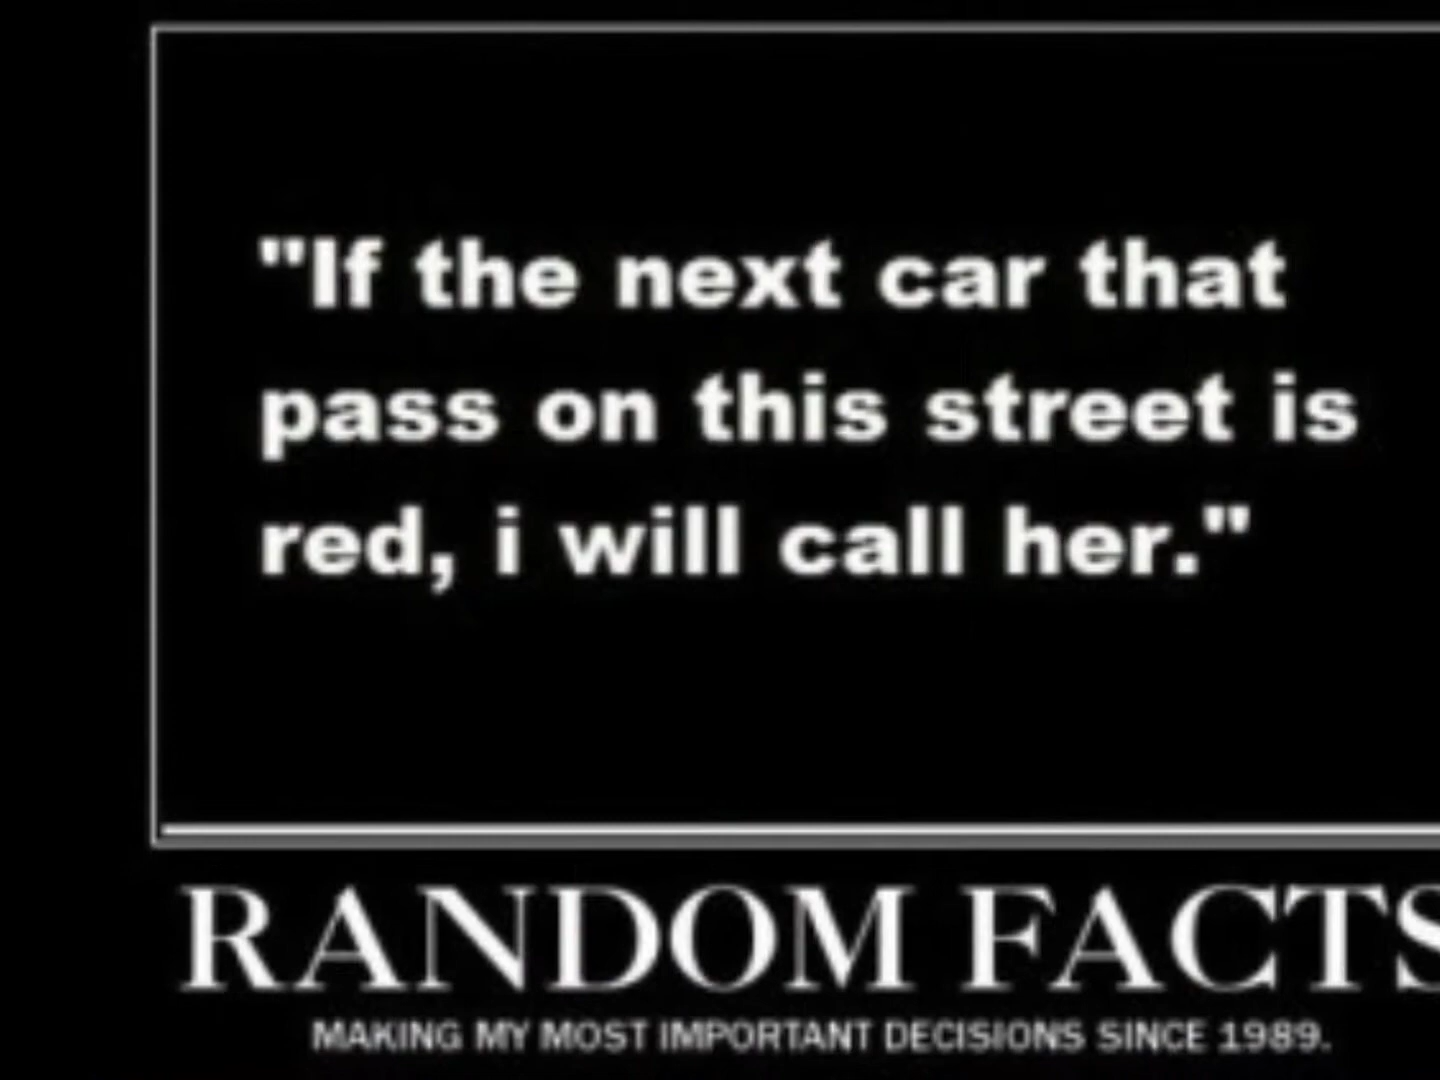 "If the next car that
pass on this street is
red, i will call her."
RANDOM FACTS
MAKING MY MOST IMPORTANT DECISIONS SINCE 1989.